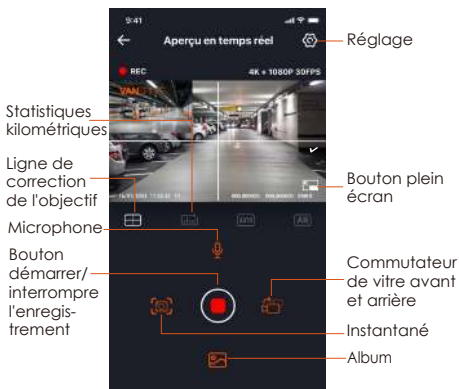 9:41
Aperçu en temps réel
Réglage
REC
4K + 1080P 30FPS
Statistiques
kilométriques
Ligne de
correction
de l'objectif
Microphone
Bouton
démarrer/
interrompre
l'enregis-
trement
Bouton plein
écran
Commutateur
de vitre avant
et arrière
Instantané
Album